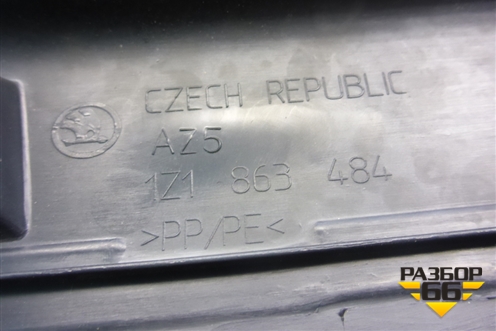 CZECH REPUBLIC
AZ5
1Z1 863 484
>PP/PE<
РАЗБОР
66